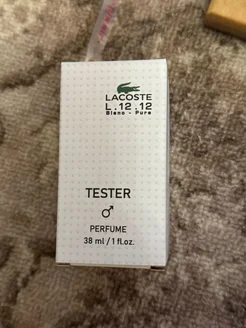 LACOSTE
L.12.12
Blanc - Pure
TESTER
PERFUME
38 ml / 1 fl.oz.